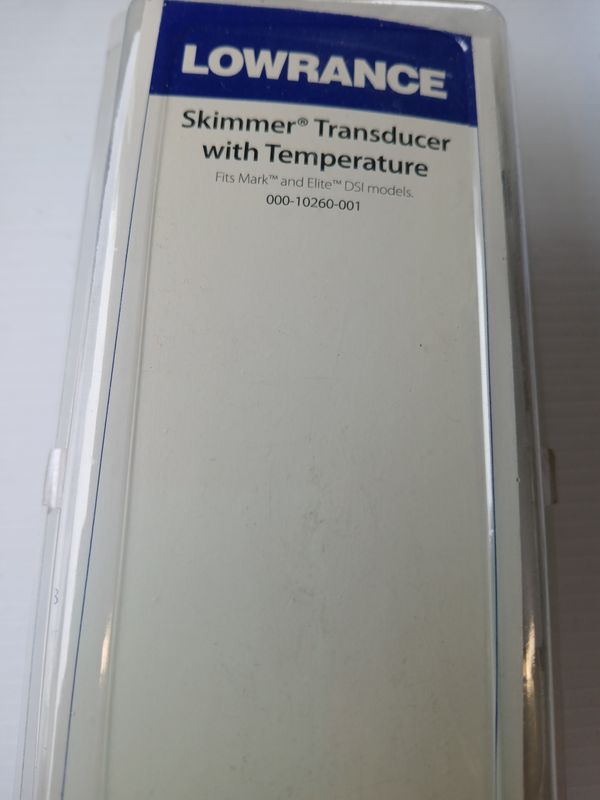 LOWRANCE
Skimmer® Transducer
with Temperature
Fits Mark™ and Elite™ DSI models.
000-10260-001